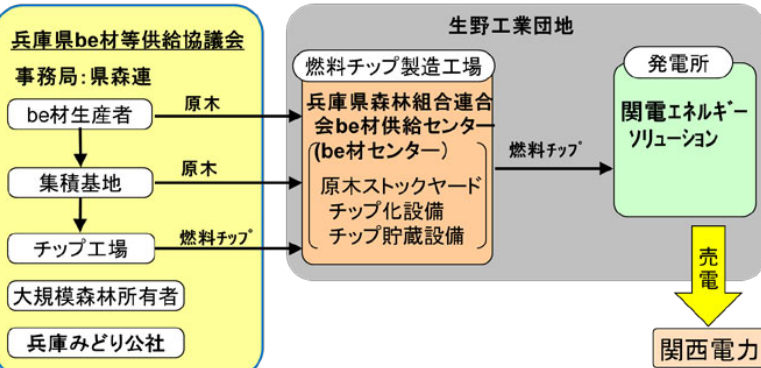 兵庫県be材等供給協議会
事務局:県森連
be材生産者
集積基地
チップ工場
大規模森林所有者
兵庫みどり公社
原木
原木
燃料チップ
生野工業団地
燃料チップ製造工場
兵庫県森林組合連合
会be材供給センター
(be材センター)
原木ストックヤード
チップ化設備
チップ貯蔵設備
燃料チップ
発電所
関電エネルギー
ソリューション
売電
関西電力